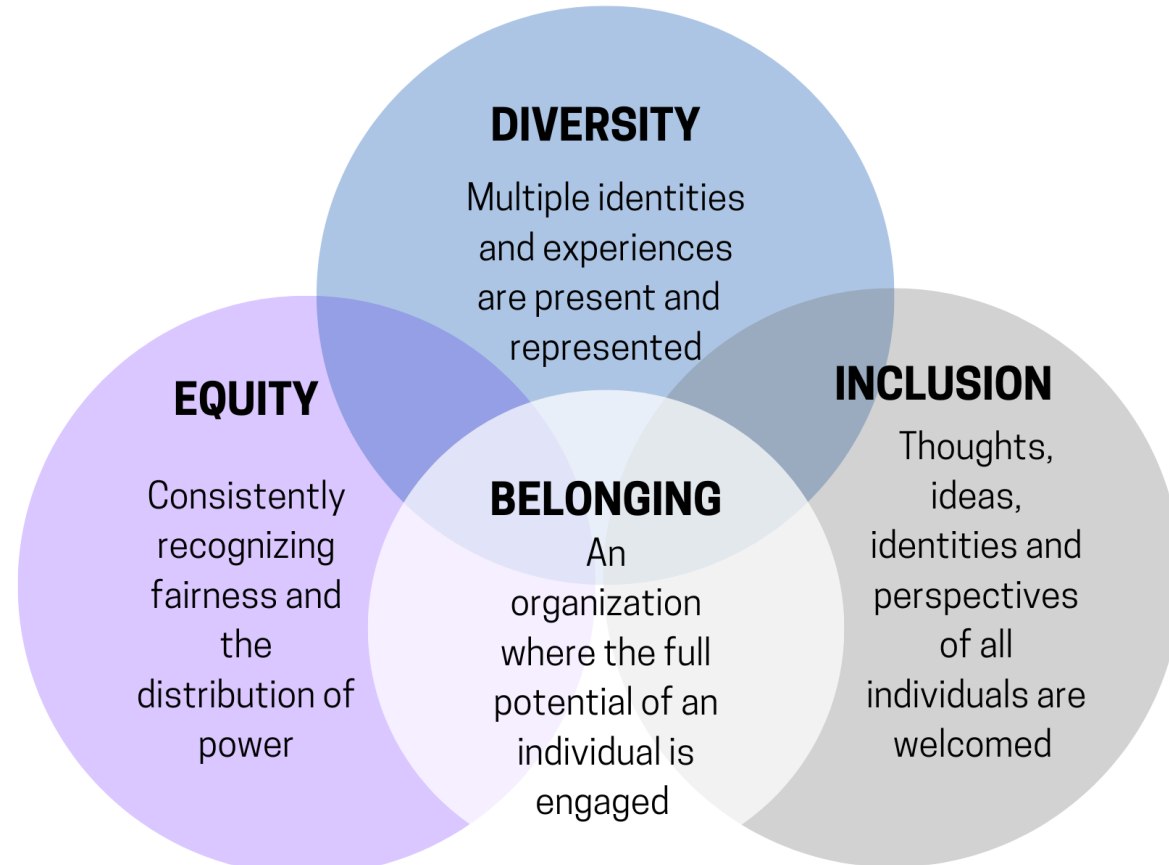 DIVERSITY
Multiple identities
and experiences
are present and
represented
EQUITY
Consistently
recognizing
fairness and
the
distribution of
power
BELONGING
An
organization
where the full
potential of an
individual is
engaged
INCLUSION
Thoughts,
ideas,
identities and
perspectives
of all
individuals are
welcomed